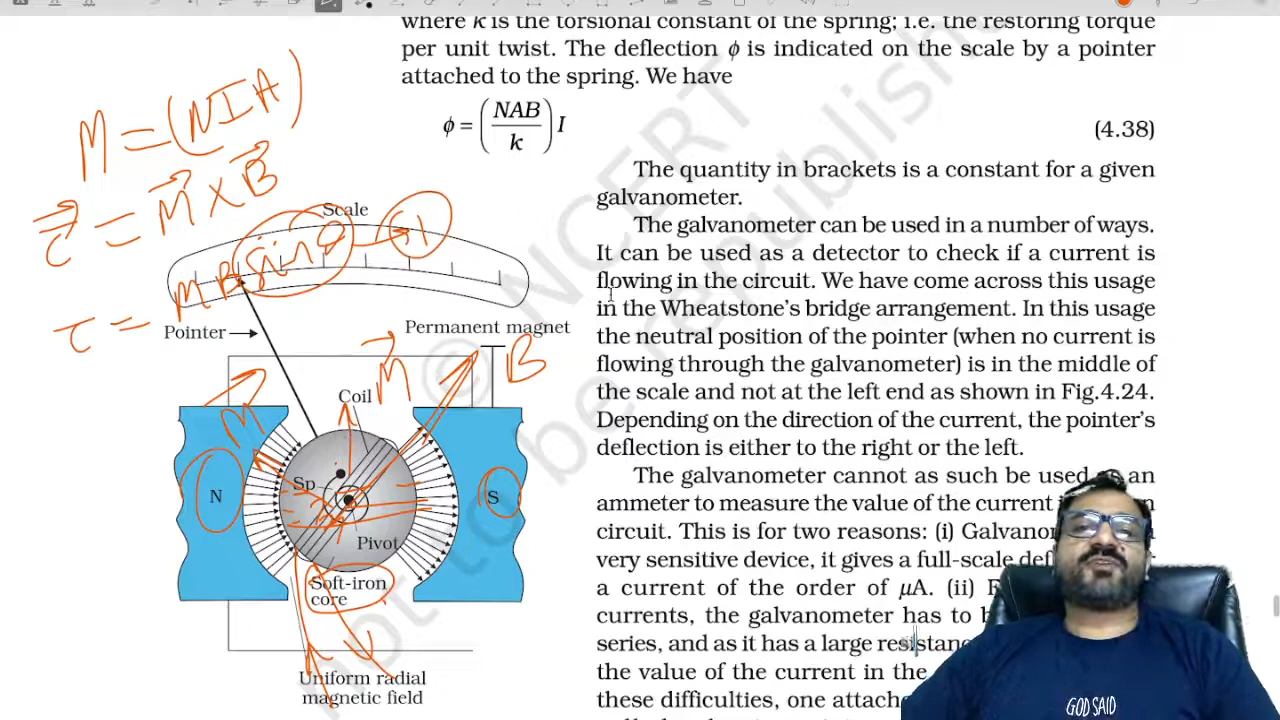 where k is the torsional constant of the spring; i.e. the restoring torque
per unit twist. The deflection ϕ is indicated on the scale by a pointer
attached to the spring. We have
ϕ = (NAB/k) I
(4.38)
The quantity in brackets is a constant for a given
galvanometer.
The galvanometer can be used in a number of ways.
It can be used as a detector to check if a current is
flowing in the circuit. We have come across this usage
in the Wheatstone's bridge arrangement. In this usage
the neutral position of the pointer (when no current is
flowing through the galvanometer) is in the middle of
the scale and not at the left end as shown in Fig.4.24.
Depending on the direction of the current, the pointer's
deflection is either to the right or the left.
The galvanometer cannot as such be used as an
ammeter to measure the value of the current
circuit. This is for two reasons: (i)
very sensitive device, it gives a full-scale
a current of the order of μA. (ii)
currents, the galvanometer has to
series, and as it has a large
the value of the current in the
these difficulties, one
M = (NIA)
τ = M × B
τ = MB sinθ
Scale
Pointer
Permanent magnet
M
B
M
Coil
N
Sp
S
Pivot
Soft-iron
core
Uniform radial
magnetic field
© NCERT
not to be republished
GOD SAID